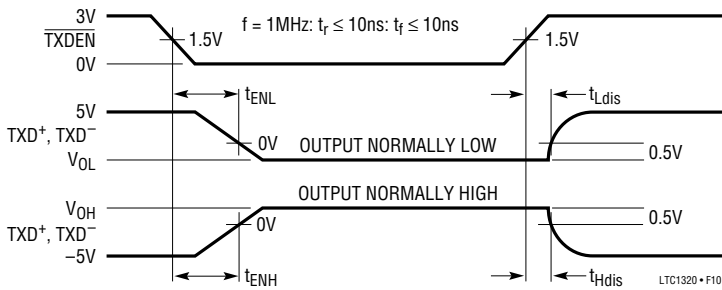 3V
f = 1MHz: tr ≤ 10ns: tf ≤ 10ns
TXDEN
1.5V
1.5V
0V
tENL
tLdis
5V
TXD+, TXD−
0V
OUTPUT NORMALLY LOW
0.5V
VOL
OUTPUT NORMALLY HIGH
VOH
0V
0.5V
TXD+, TXD−
−5V
tENH
tHdis
LTC1320 • F10